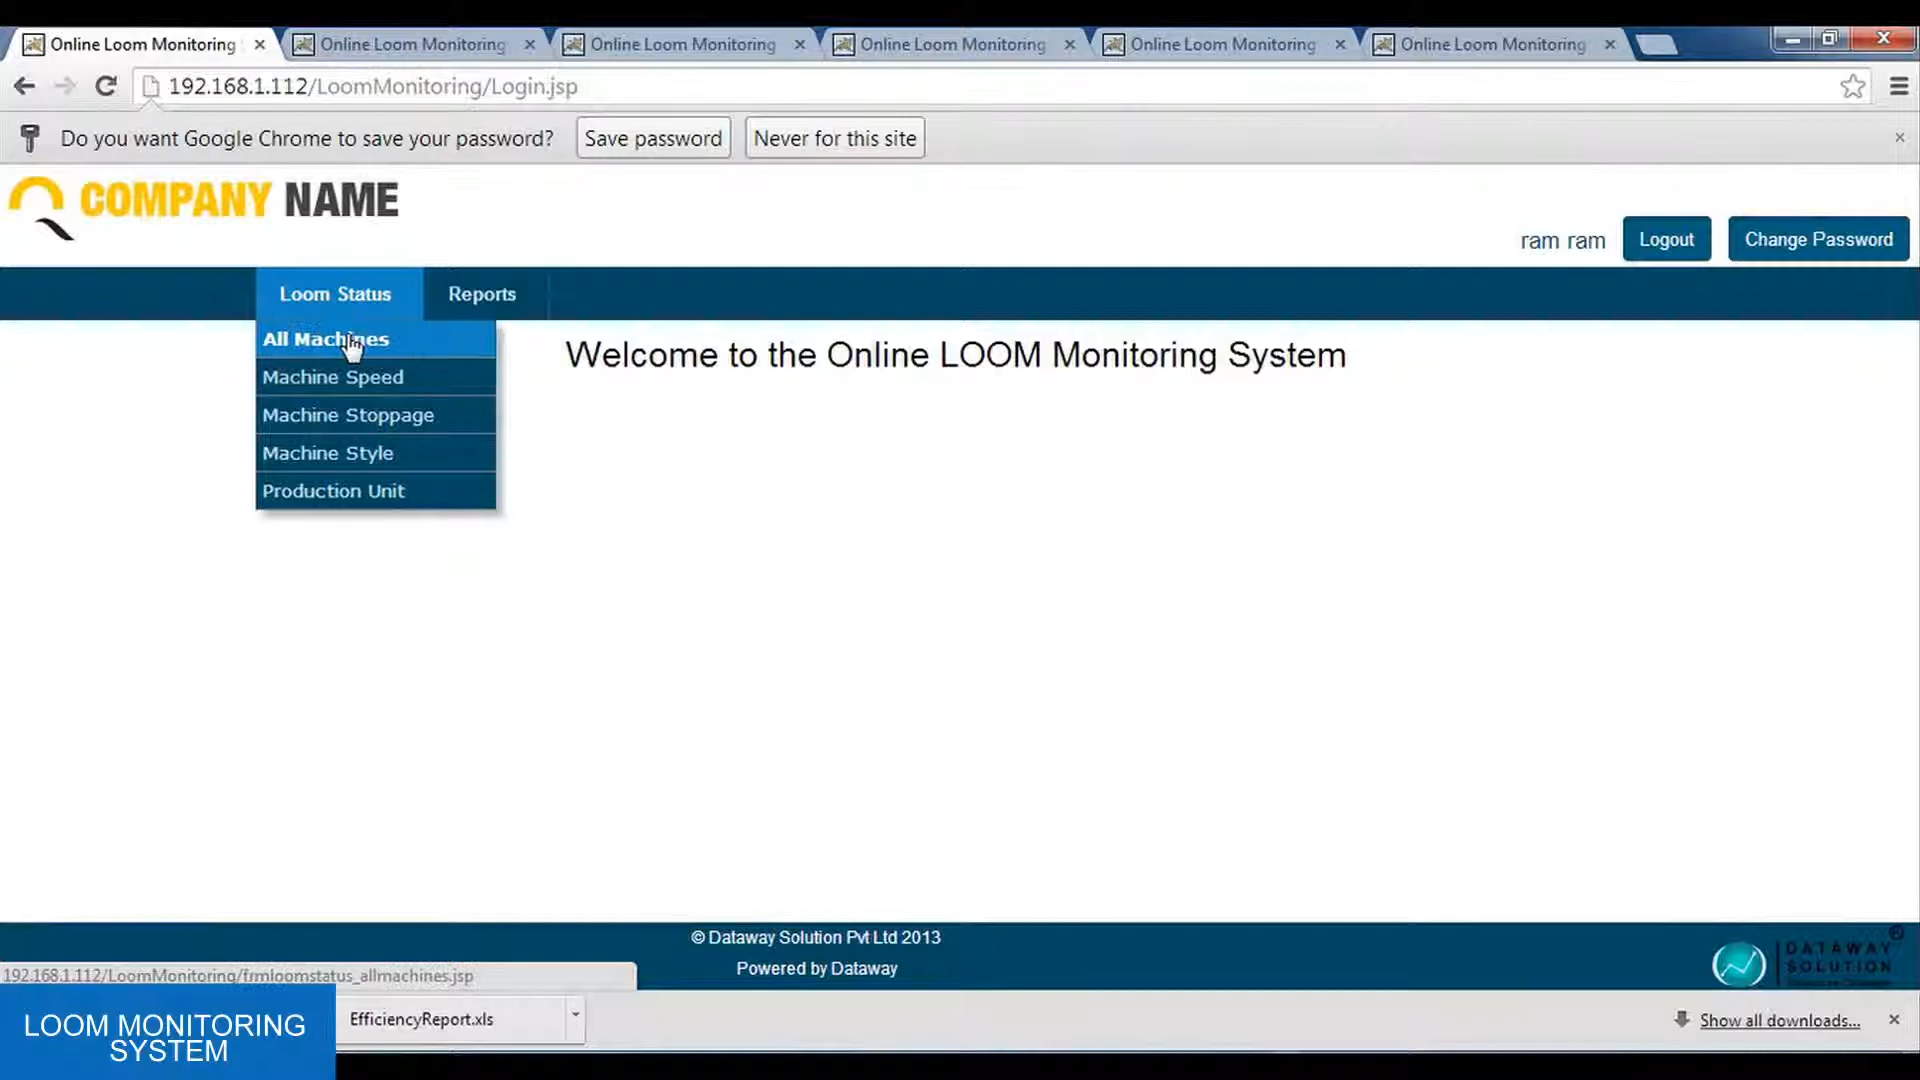 Online Loom Monitoring
Online Loom Monitoring
Online Loom Monitoring
Online Loom Monitoring
Online Loom Monitoring
Online Loom Monitoring
192.168.1.112/LoomMonitoring/Login.jsp
Do you want Google Chrome to save your password?
Save password
Never for this site
COMPANY NAME
ram ram
Logout
Change Password
Loom Status
Reports
All Machines
Machine Speed
Machine Stoppage
Machine Style
Production Unit
Welcome to the Online LOOM Monitoring System
© Dataway Solution Pvt Ltd 2013
Powered by Dataway
DATAWAY
SOLUTION
192.168.1.112/LoomMonitoring/frmloomstatus_allmachines.jsp
EfficiencyReport.xls
Show all downloads...
LOOM MONITORING
SYSTEM